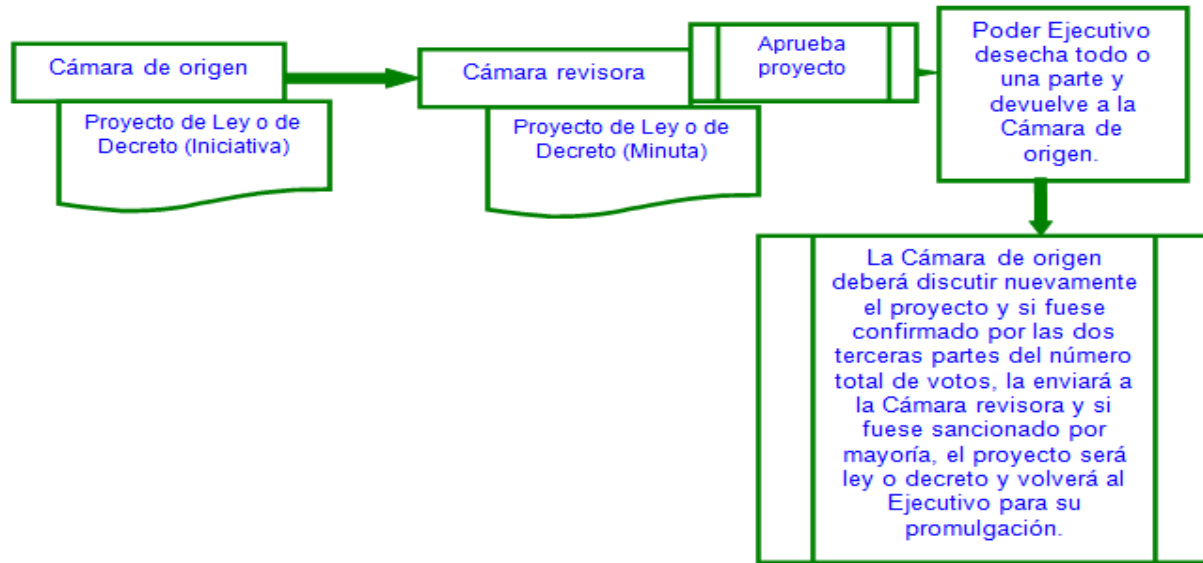 Cámara de origen
Proyecto de Ley o de
Decreto (Iniciativa)
Cámara revisora
Proyecto de Ley o de
Decreto (Minuta)
Aprueba
proyecto
Poder Ejecutivo
desecha todo o
una parte y
devuelve a la
Cámara de
origen.
La Cámara de origen
deberá discutir nuevamente
el proyecto y si fuese
confirmado por las dos
terceras partes del número
total de votos, la enviará a
la Cámara revisora y si
fuese sancionado por
mayoría, el proyecto será
ley o decreto y volverá al
Ejecutivo para su
promulgación.